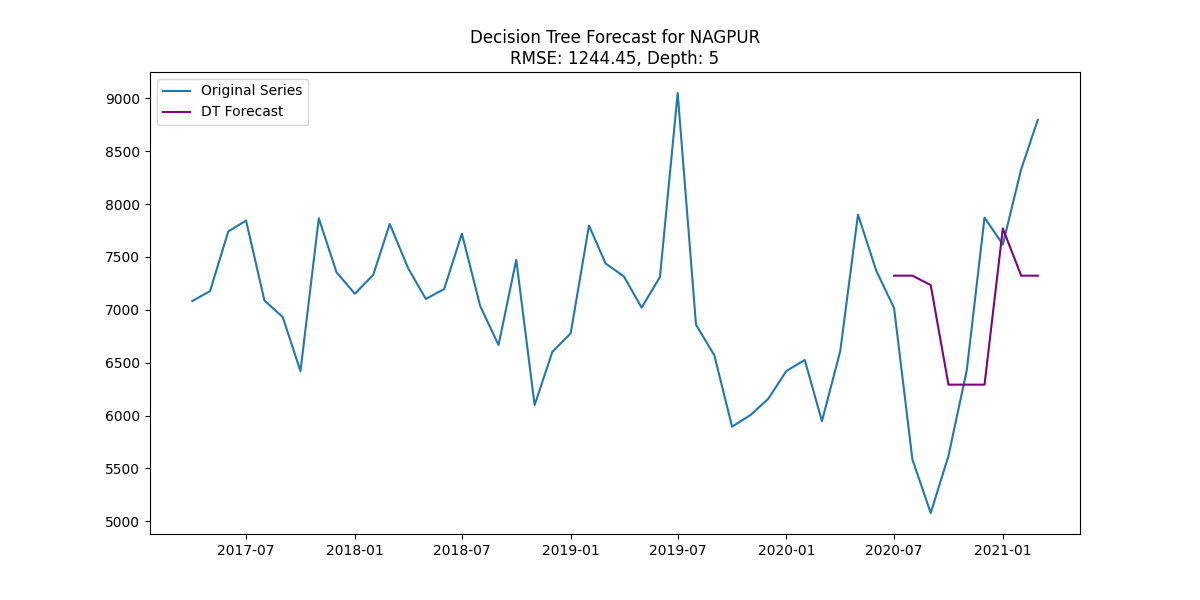 Decision Tree Forecast for NAGPUR
RMSE: 1244.45, Depth: 5
Original Series
DT Forecast
9000
8500
8000
7500
7000
6500
6000
5500
5000
2017-07 2018-01 2018-07 2019-01 2019-07 2020-01 2020-07 2021-01